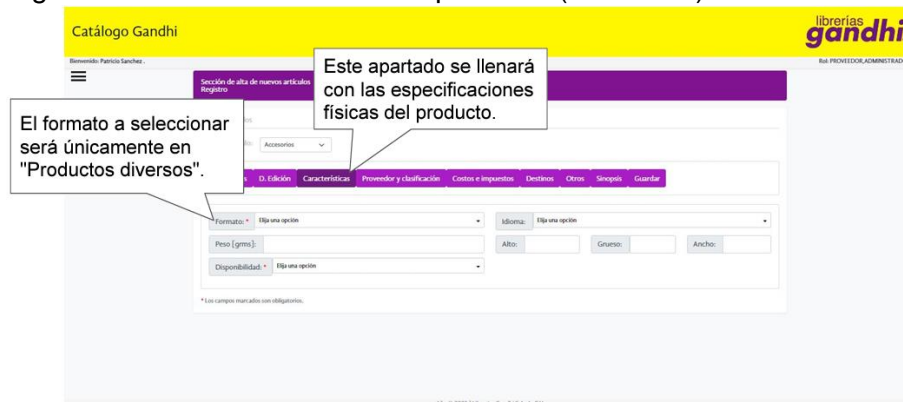 Catálogo Gandhi
librerías
gandhi
Bienvenido: Patricio Sanchez .
Rol: PROVEEDOR,ADMINISTRAD
Sección de alta de nuevos artículos
Registro
Este apartado se llenará
con las especificaciones
físicas del producto.
El formato a seleccionar
será únicamente en
"Productos diversos".
Accesorios
D. Edición Características Proveedor y clasificación Costos e impuestos Destinos Otros Sinopsis Guardar
Formato: * Elija una opción Idioma: Elija una opción
Peso [grms]: Alto: Grueso: Ancho:
Disponibilidad: * Elija una opción
* Los campos marcados son obligatorios.